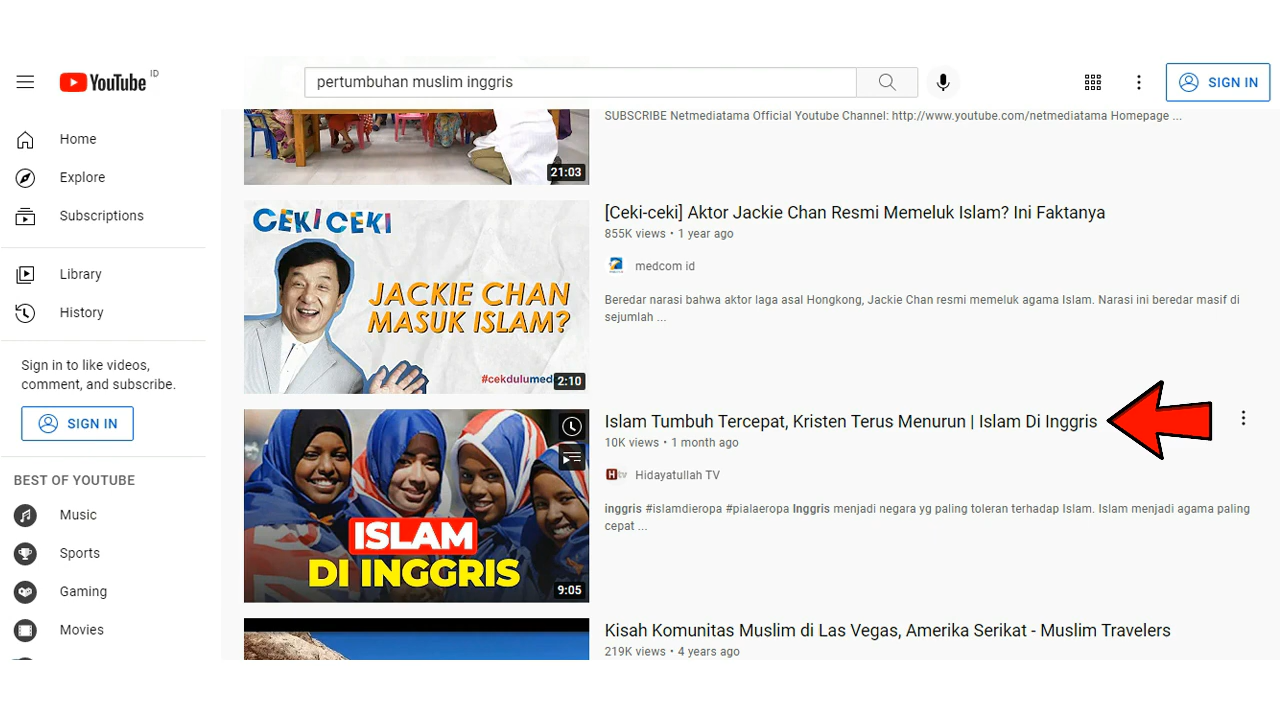 YouTube ID
pertumbuhan muslim inggris
SIGN IN
Home
Explore
Subscriptions
Library
History
Sign in to like videos,
comment, and subscribe.
SIGN IN
BEST OF YOUTUBE
Music
Sports
Gaming
Movies
21:03
SUBSCRIBE Netmediatama Official Youtube Channel: http://www.youtube.com/netmediatama Homepage ...
CEKI CEKI
JACKIE CHAN
MASUK ISLAM?
#cekdulumed
2:10
[Ceki-ceki] Aktor Jackie Chan Resmi Memeluk Islam? Ini Faktanya
855K views • 1 year ago
medcom id
Beredar narasi bahwa aktor laga asal Hongkong, Jackie Chan resmi memeluk agama Islam. Narasi ini beredar masif di
sejumlah ...
ISLAM
DI INGGRIS
9:05
Islam Tumbuh Tercepat, Kristen Terus Menurun | Islam Di Inggris
10K views • 1 month ago
H tv Hidayatullah TV
inggris #islamdieropa #pialaeropa Inggris menjadi negara yg paling toleran terhadap Islam. Islam menjadi agama paling
cepat ...
Kisah Komunitas Muslim di Las Vegas, Amerika Serikat - Muslim Travelers
219K views • 4 years ago